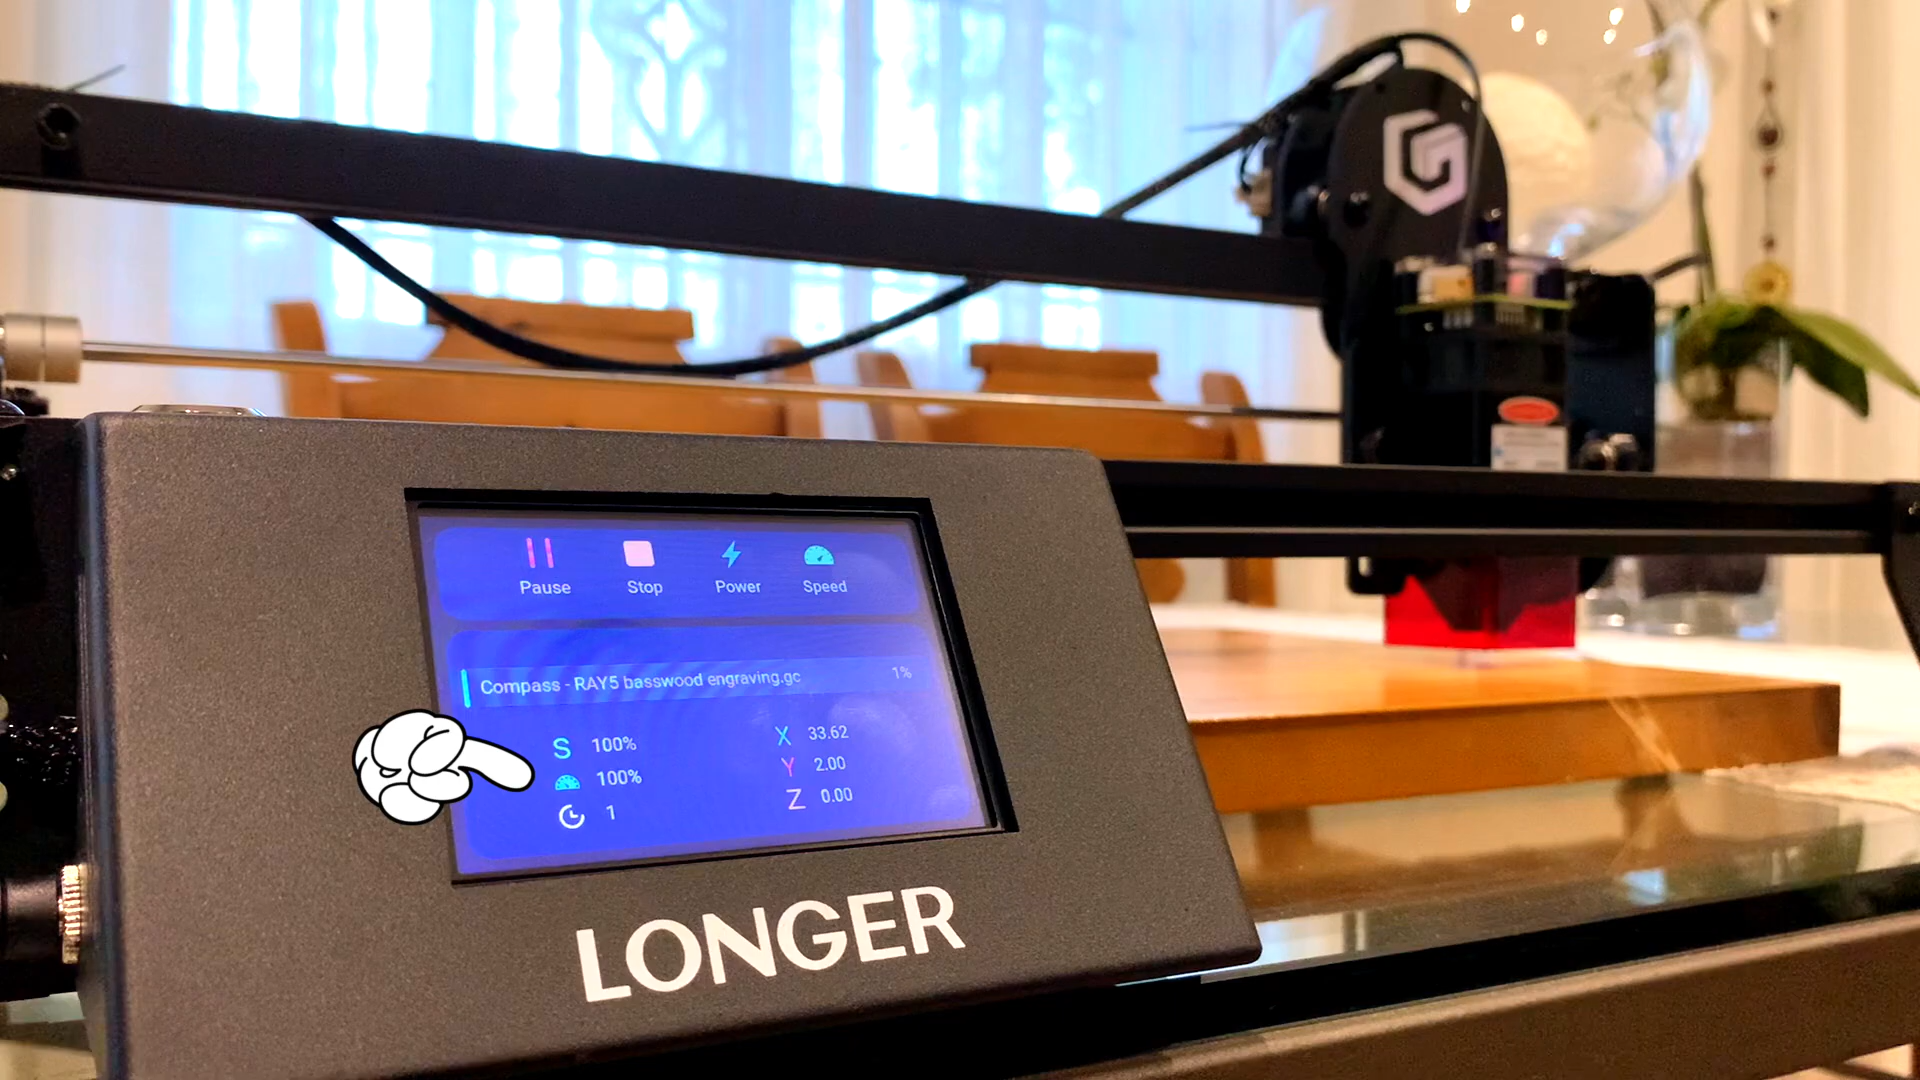 Pause Stop Power Speed
Compass - RAY5 basswood engraving.gc 1%
S 100% X 33.62
100% Y 2.00
1 Z 0.00
LONGER